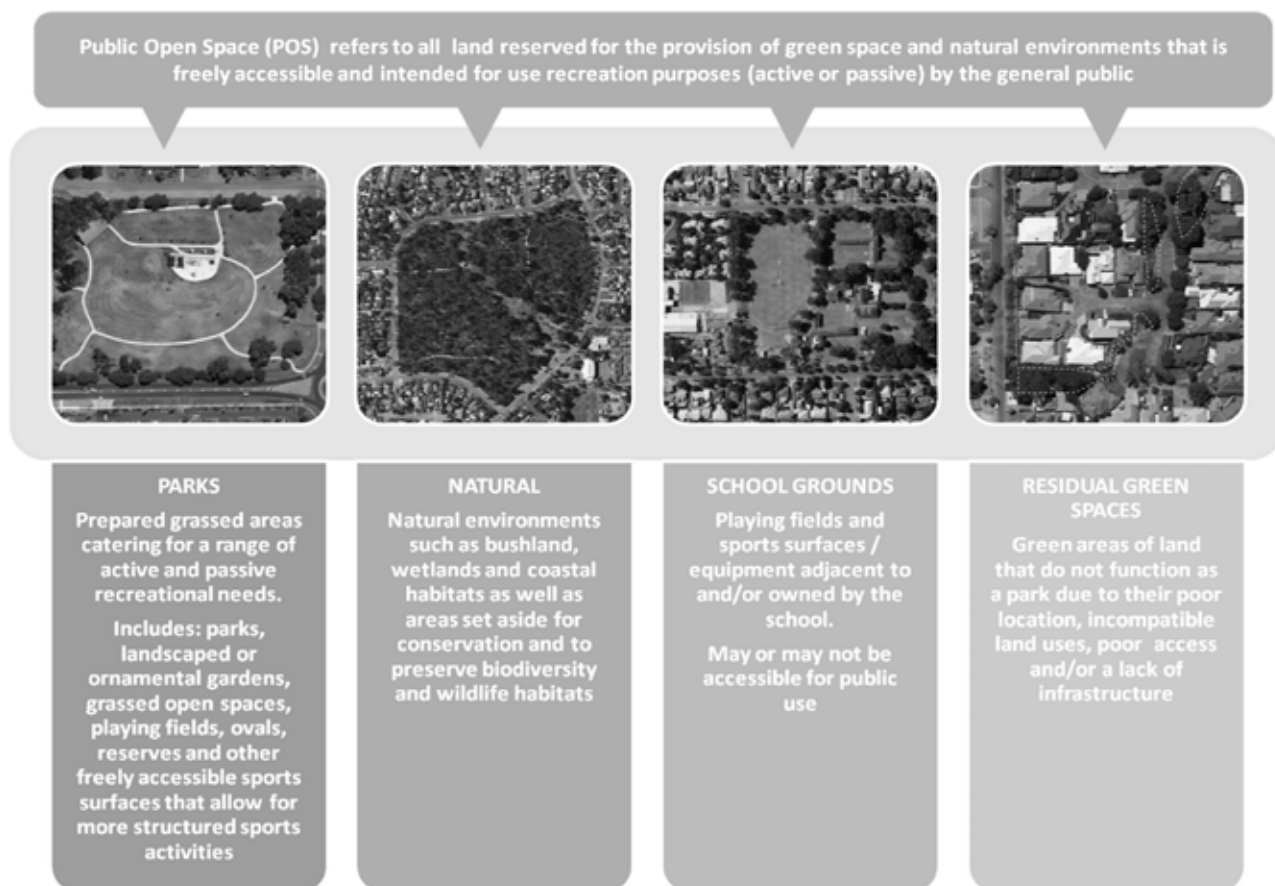 Public Open Space (POS) refers to all land reserved for the provision of green space and natural environments that is
freely accessible and intended for use recreation purposes (active or passive) by the general public
PARKS
Prepared grassed areas
catering for a range of
active and passive
recreational needs.
Includes: parks,
landscaped or
ornamental gardens,
grassed open spaces,
playing fields, ovals,
reserves and other
freely accessible sports
surfaces that allow for
more structured sports
activities
NATURAL
Natural environments
such as bushland,
wetlands and coastal
habitats as well as
areas set aside for
conservation and to
preserve biodiversity
and wildlife habitats
SCHOOL GROUNDS
Playing fields and
sports surfaces /
equipment adjacent to
and/or owned by the
school.
May or may not be
accessible for public
use
RESIDUAL GREEN
SPACES
Green areas of land
that do not function as
a park due to their poor
location, incompatible
land uses, poor access
and/or a lack of
infrastructure